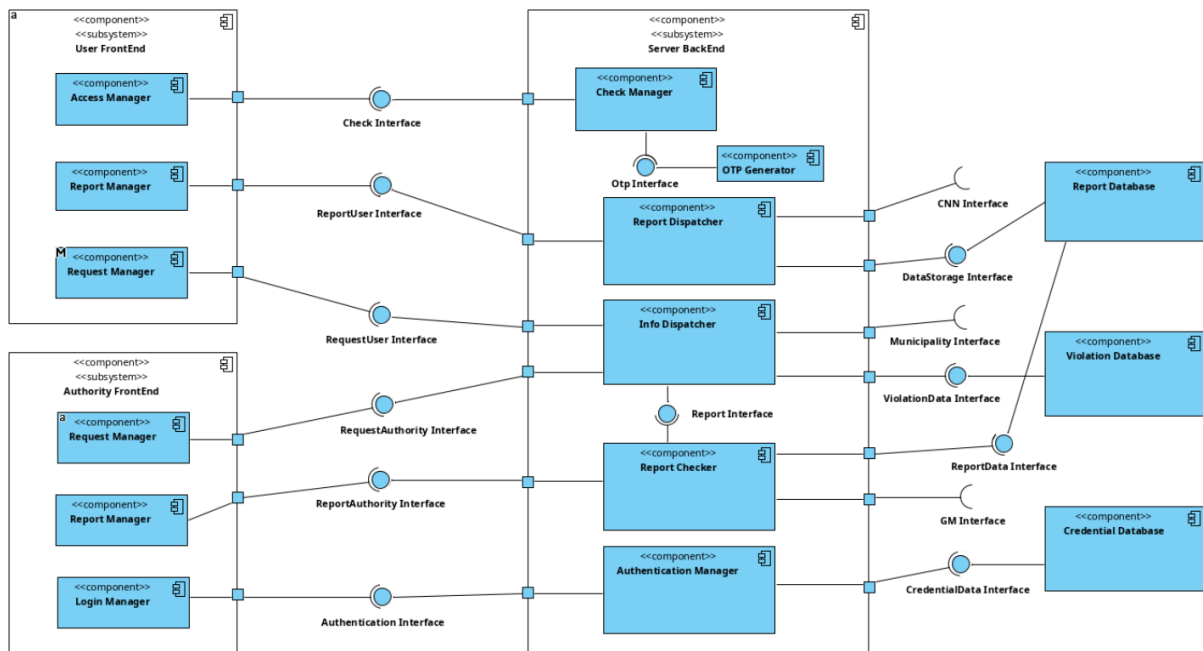 a
<<component>>
<<subsystem>>
User FrontEnd
<<component>>
Access Manager
<<component>>
Report Manager
M
<<component>>
Request Manager
<<component>>
<<subsystem>>
Authority FrontEnd
a
<<component>>
Request Manager
<<component>>
Report Manager
<<component>>
Login Manager
Check Interface
ReportUser Interface
RequestUser Interface
RequestAuthority Interface
ReportAuthority Interface
Authentication Interface
<<component>>
<<subsystem>>
Server BackEnd
<<component>>
Check Manager
Otp Interface
<<component>>
OTP Generator
<<component>>
Report Dispatcher
<<component>>
Info Dispatcher
Report Interface
<<component>>
Report Checker
<<component>>
Authentication Manager
CNN Interface
DataStorage Interface
Municipality Interface
ViolationData Interface
ReportData Interface
GM Interface
CredentialData Interface
<<component>>
Report Database
<<component>>
Violation Database
<<component>>
Credential Database